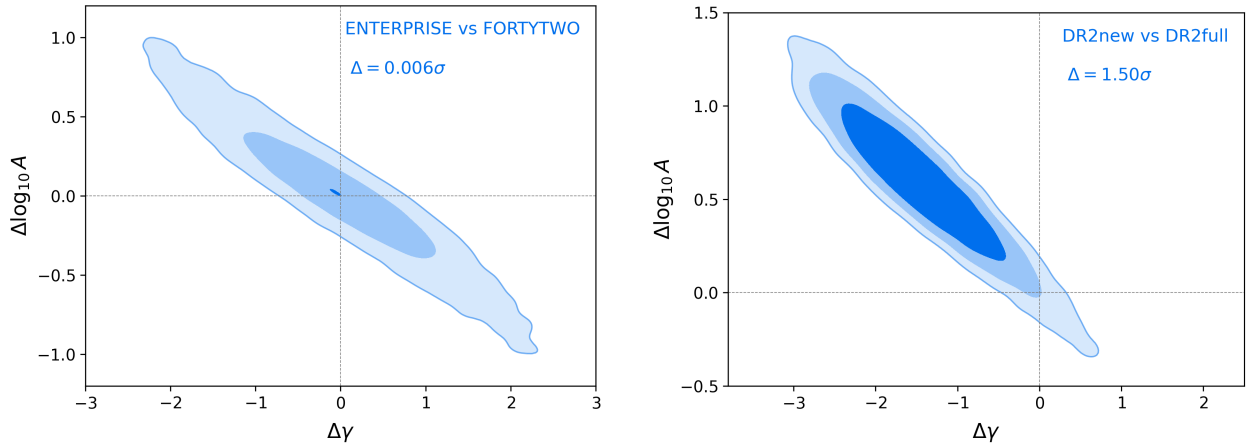 ENTERPRISE vs FORTYTWO
Δ = 0.006σ
1.0
0.5
0.0
−0.5
−1.0
Δlog₁₀ A
−3 −2 −1 0 1 2 3
Δγ
DR2new vs DR2full
Δ = 1.50σ
1.5
1.0
0.5
0.0
−0.5
Δlog₁₀ A
−3 −2 −1 0 1 2
Δγ